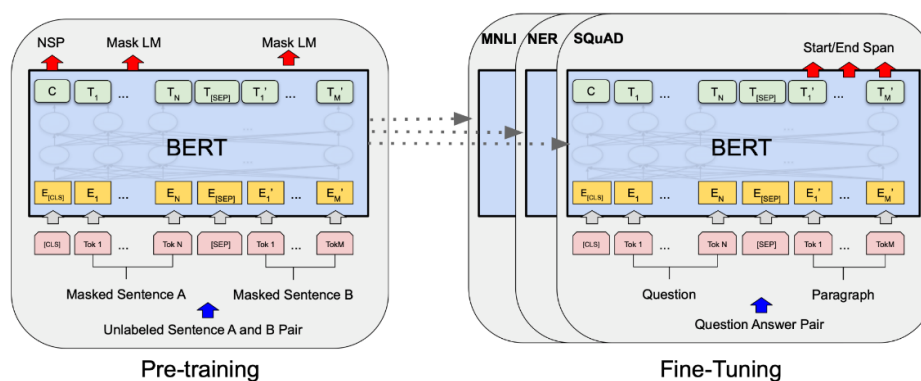 NSP Mask LM Mask LM
C T1 ... TN T[SEP] T1' ... TM'
BERT
E[CLS] E1 ... EN E[SEP] E1' ... EM'
[CLS] Tok 1 ... Tok N [SEP] Tok 1 ... TokM
Masked Sentence A Masked Sentence B
Unlabeled Sentence A and B Pair
Pre-training
MNLI NER SQuAD
Start/End Span
C T1 ... TN T[SEP] T1' ... TM'
BERT
E[CLS] E1 ... EN E[SEP] E1' ... EM'
[CLS] Tok 1 ... Tok N [SEP] Tok 1 ... TokM
Question Paragraph
Question Answer Pair
Fine-Tuning